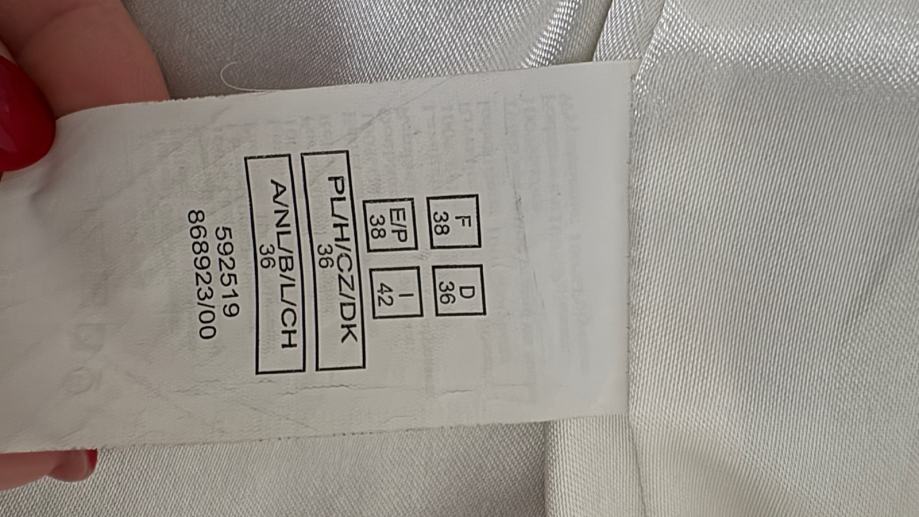 F D
38 36
E/P I
38 42
PL/H/CZ/DK
36
A/NL/B/L/CH
36
592519
868923/00